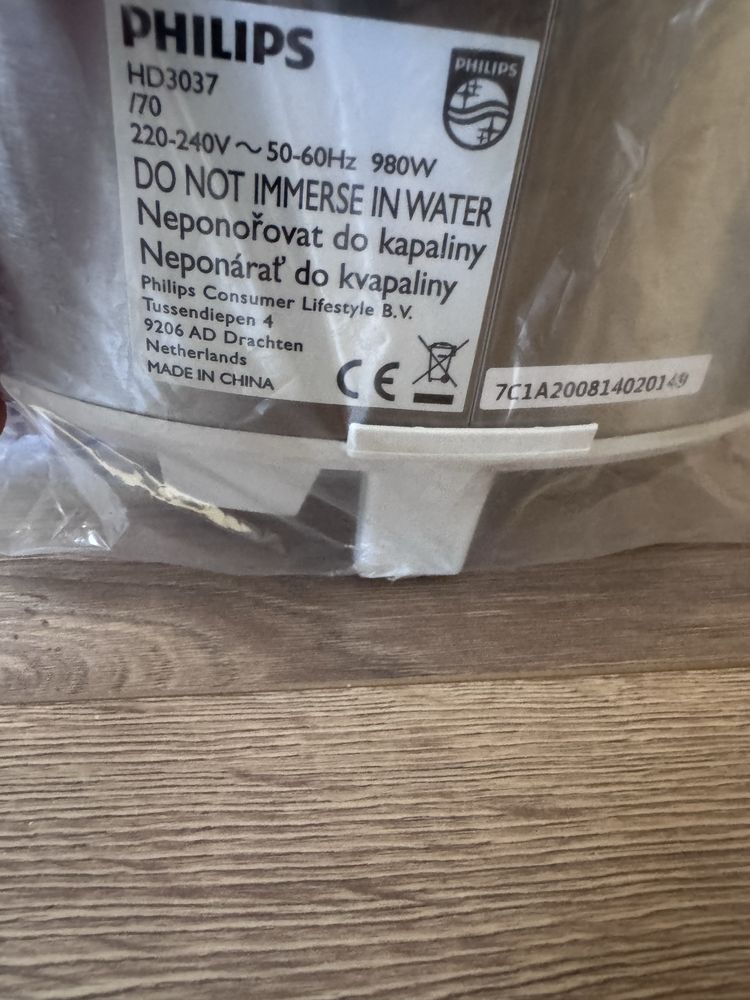 PHILIPS
PHILIPS
HD3037
/70
220-240V ~ 50-60Hz 980W
DO NOT IMMERSE IN WATER
Neponořovat do kapaliny
Neponárať do kvapaliny
Philips Consumer Lifestyle B.V.
Tussendiepen 4
9206 AD Drachten
Netherlands
MADE IN CHINA
CE
7C1A200814020149